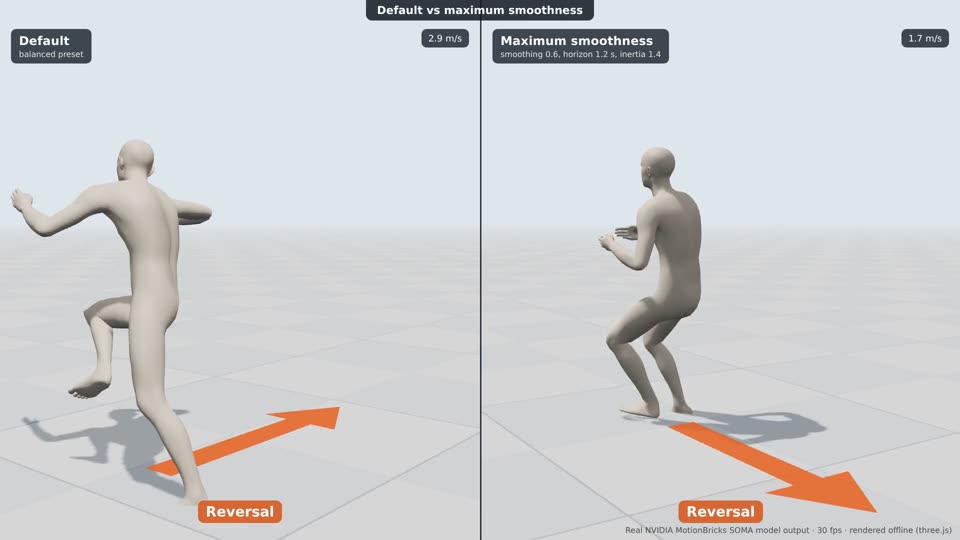 Default vs maximum smoothness
Default
balanced preset
2.9 m/s
Maximum smoothness
smoothing 0.6, horizon 1.2 s, inertia 1.4
1.7 m/s
Reversal
Reversal
Real NVIDIA MotionBricks SOMA model output · 30 fps · rendered offline (three.js)